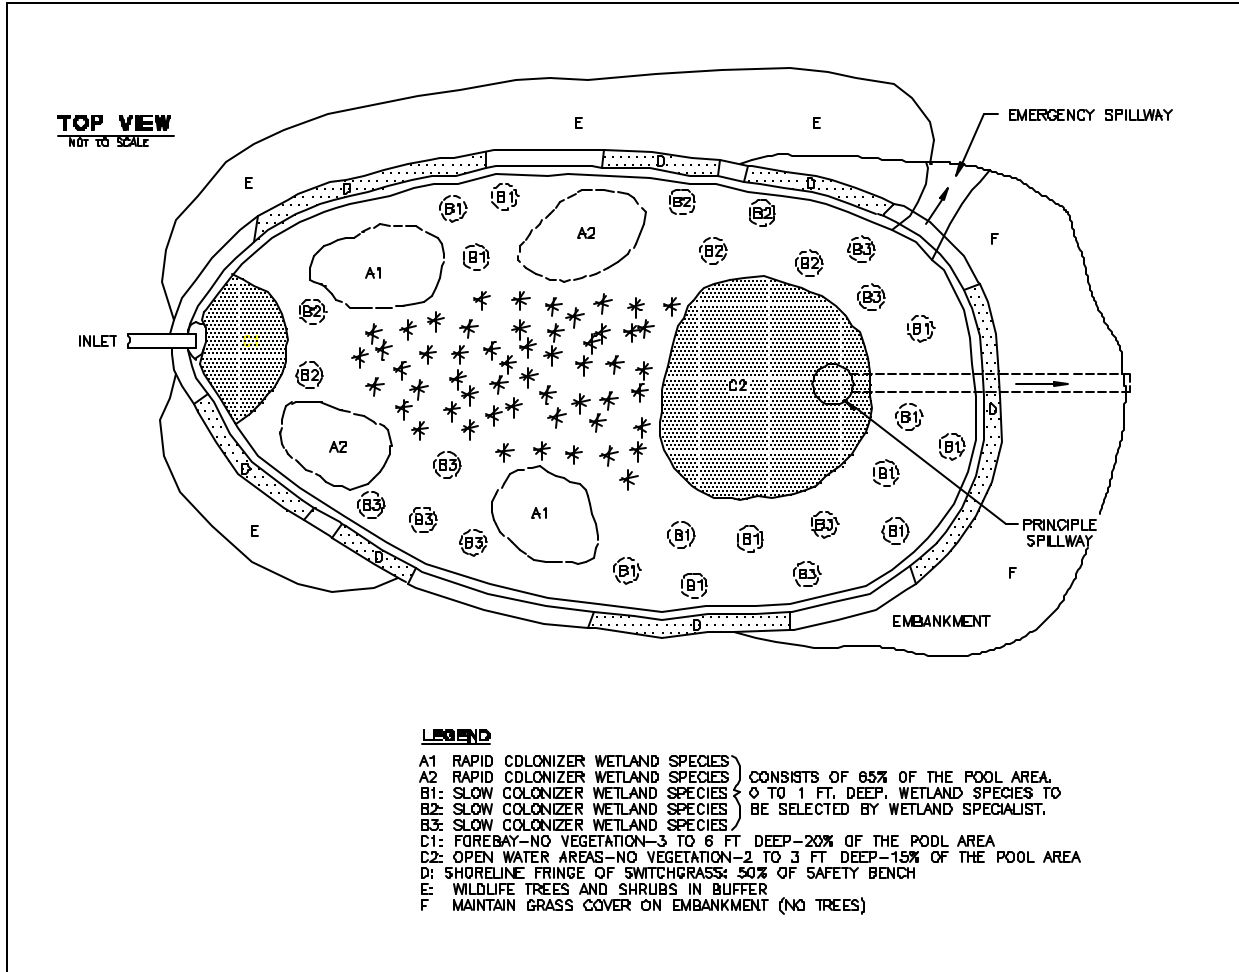 TOP VIEW
NOT TO SCALE
E
E
E
EMERGENCY SPILLWAY
D
D
D
B1
B1
B2
B2
A2
A1
B1
B2
B2
B3
F
B3
B2
B1
INLET
C1
B2
C2
D
B1
B1
A2
B3
B1
D
B3
B3
A1
B3
B1
B1
B3
B1
PRINCIPLE
SPILLWAY
E
D
B1
B1
B3
F
D
EMBANKMENT
LEGEND
A1 RAPID COLONIZER WETLAND SPECIES
A2 RAPID COLONIZER WETLAND SPECIES
B1: SLOW COLONIZER WETLAND SPECIES
B2: SLOW COLONIZER WETLAND SPECIES
B3: SLOW COLONIZER WETLAND SPECIES
CONSISTS OF 65% OF THE POOL AREA.
0 TO 1 FT. DEEP. WETLAND SPECIES TO
BE SELECTED BY WETLAND SPECIALIST.
C1: FOREBAY-NO VEGETATION-3 TO 6 FT DEEP-20% OF THE POOL AREA
C2: OPEN WATER AREAS-NO VEGETATION-2 TO 3 FT DEEP-15% OF THE POOL AREA
D: SHORELINE FRINGE OF SWITCHGRASS: 50% OF SAFETY BENCH
E: WILDLIFE TREES AND SHRUBS IN BUFFER
F MAINTAIN GRASS COVER ON EMBANKMENT (NO TREES)